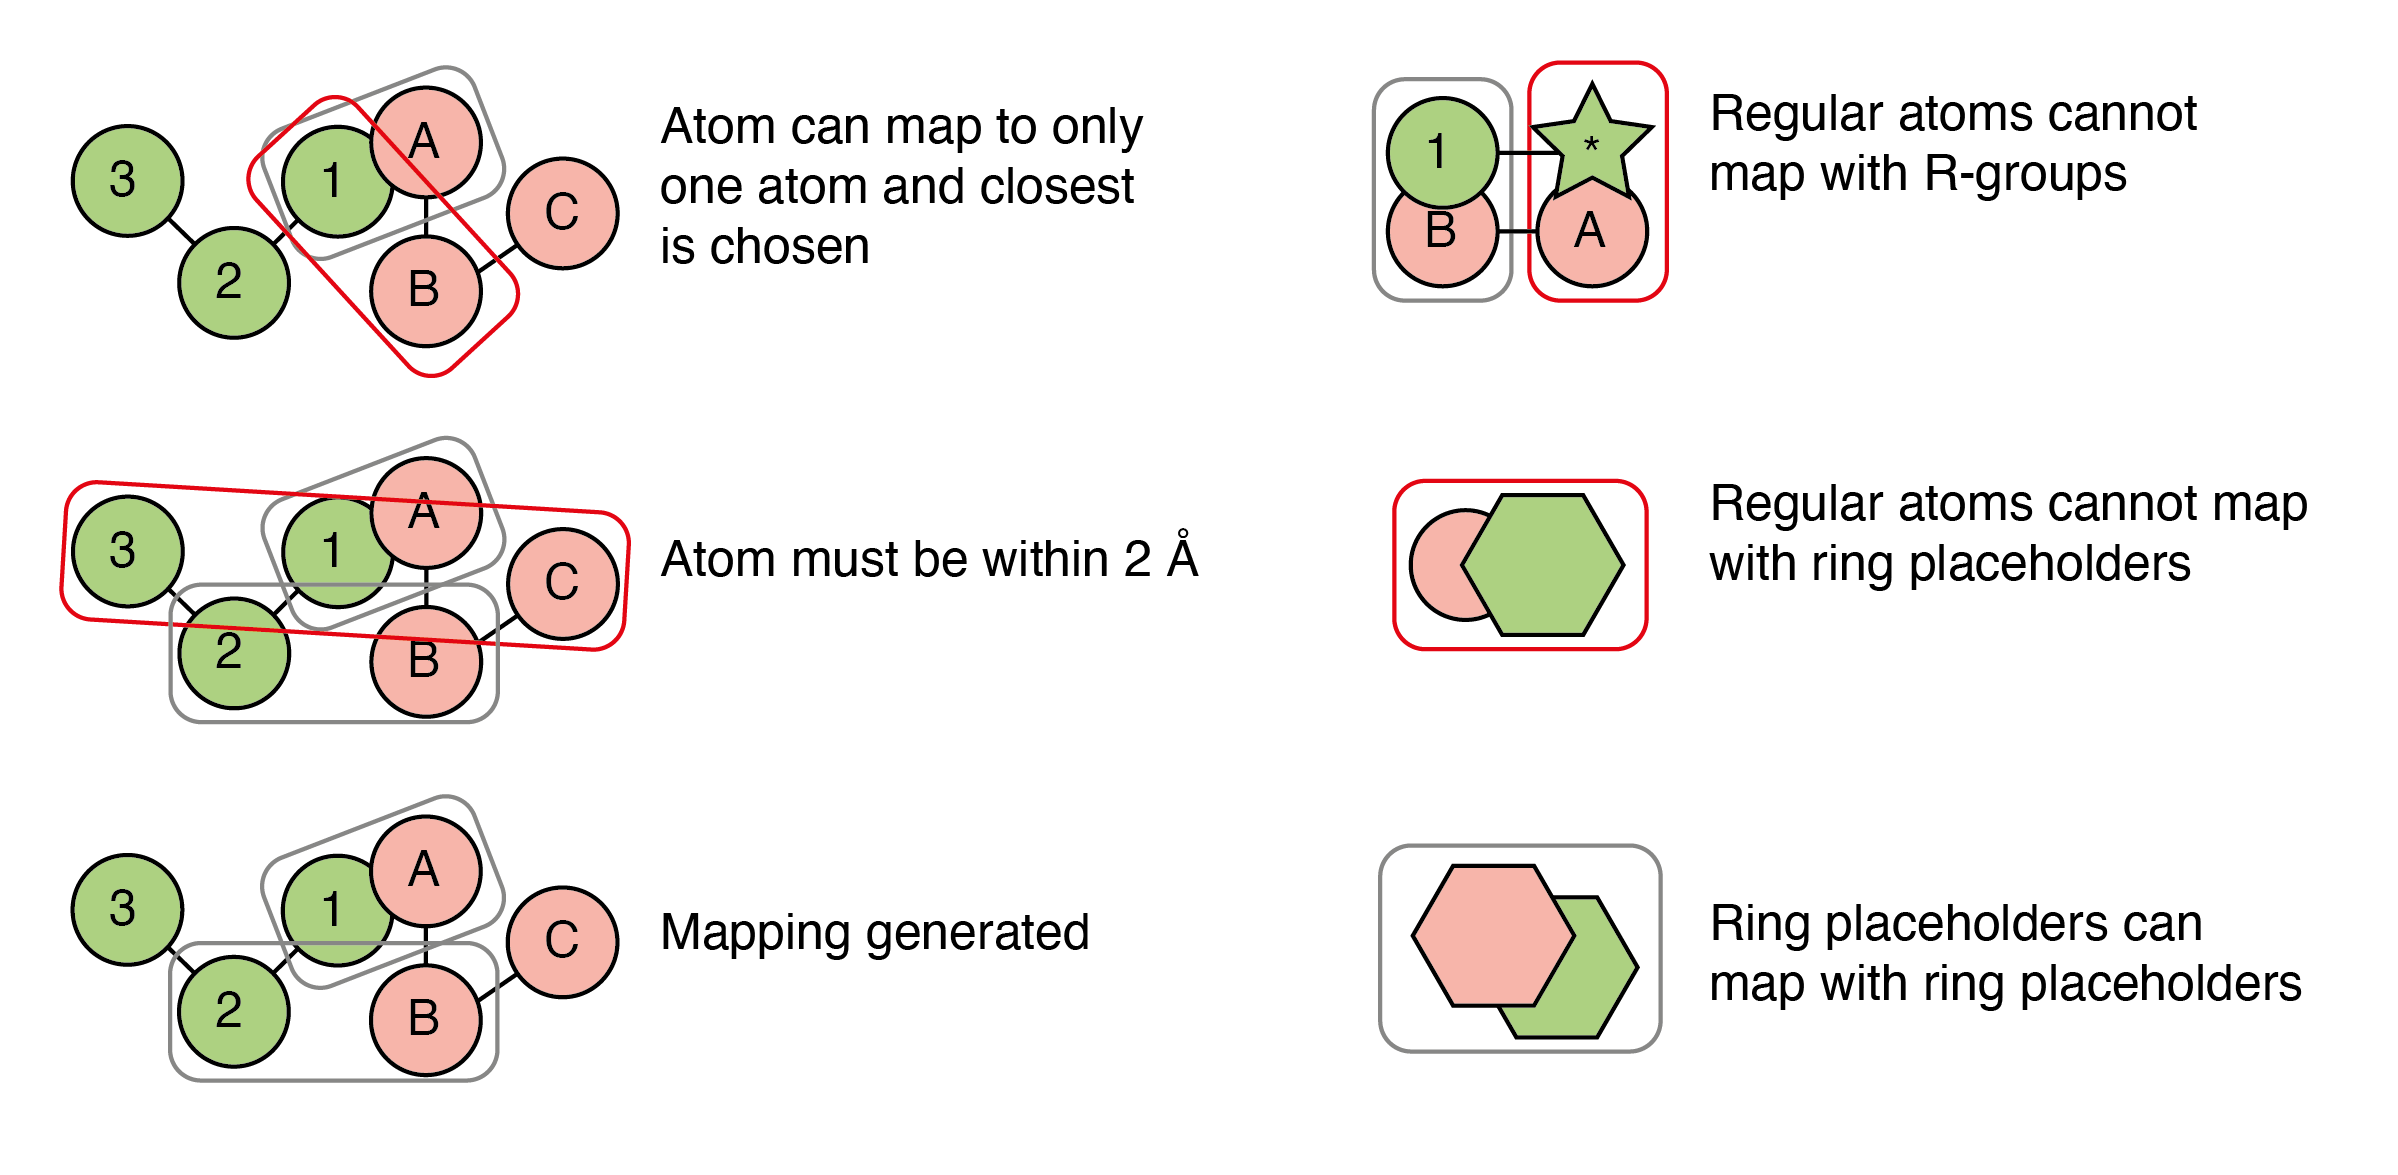 3
1
A
C
2
B
Atom can map to only
one atom and closest
is chosen
1
*
B
A
Regular atoms cannot
map with R-groups
3
1
A
C
2
B
Atom must be within 2 Å
Regular atoms cannot map
with ring placeholders
3
1
A
C
2
B
Mapping generated
Ring placeholders can
map with ring placeholders